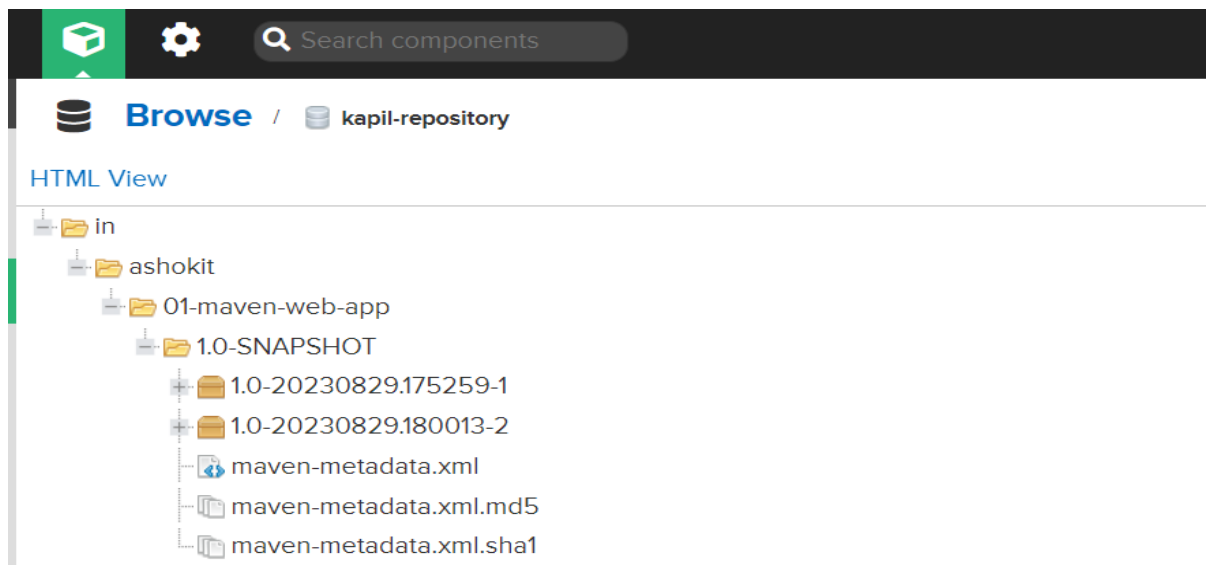 Search components
Browse / kapil-repository
HTML View
in
ashokit
01-maven-web-app
1.0-SNAPSHOT
1.0-20230829.175259-1
1.0-20230829.180013-2
maven-metadata.xml
maven-metadata.xml.md5
maven-metadata.xml.sha1